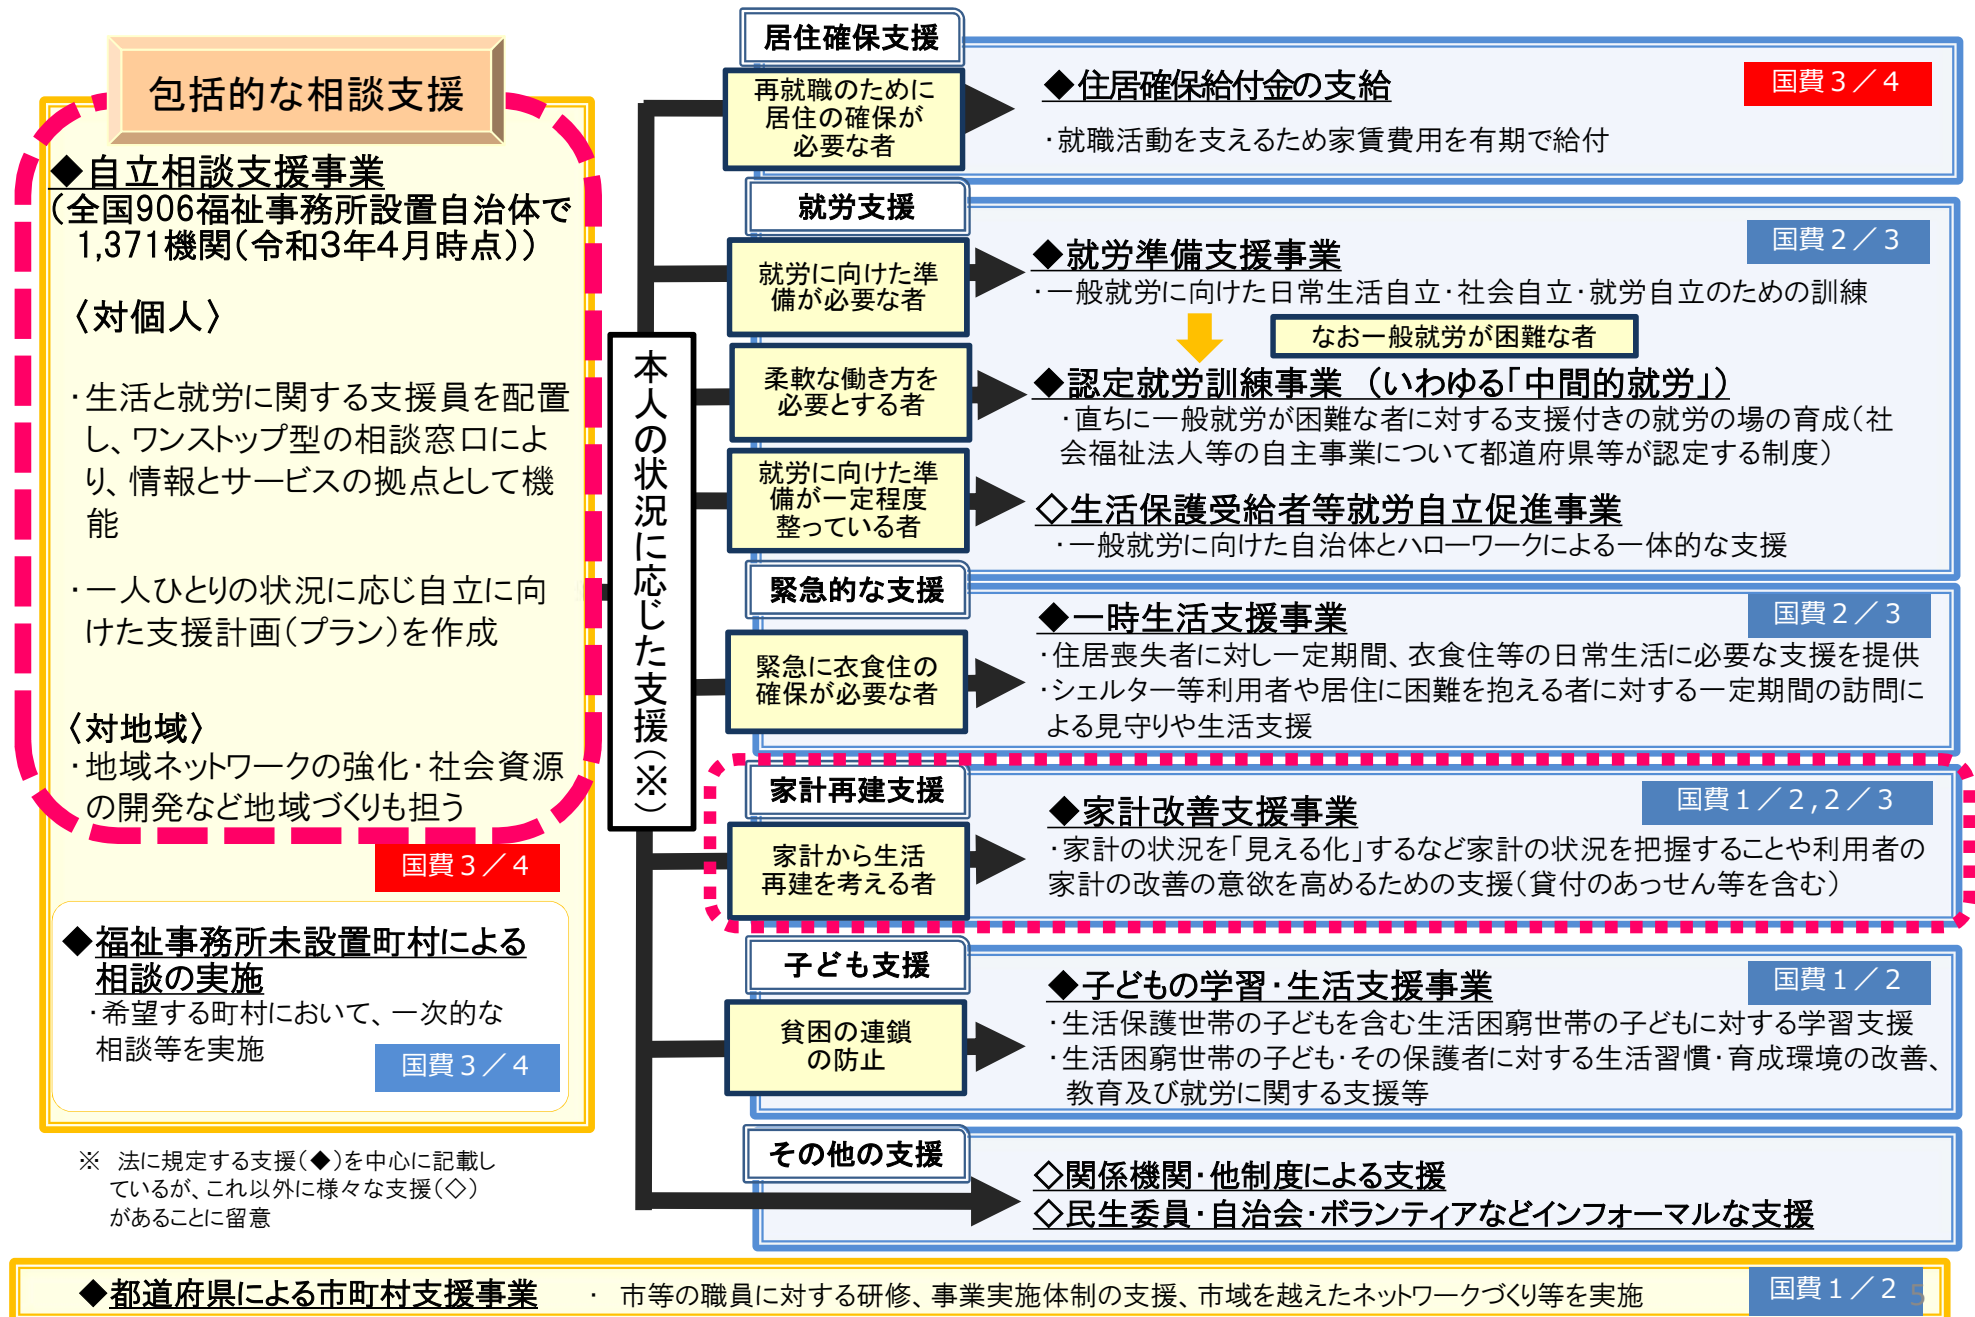 包括的な相談支援
◆自立相談支援事業
（全国906福祉事務所設置自治体で
1,371機関（令和3年4月時点））
〈対個人〉
・生活と就労に関する支援員を配置
し、ワンストップ型の相談窓口によ
り、情報とサービスの拠点として機
能
・一人ひとりの状況に応じ自立に向
けた支援計画（プラン）を作成
〈対地域〉
・地域ネットワークの強化・社会資源
の開発など地域づくりも担う
国費３／４
◆福祉事務所未設置町村による
相談の実施
・希望する町村において、一次的な
相談等を実施
国費３／４
※　法に規定する支援（◆）を中心に記載し
ているが、これ以外に様々な支援（◇）
があることに留意
本人の状況に応じた支援（※）
居住確保支援
再就職のために
居住の確保が
必要な者
◆住居確保給付金の支給
国費３／４
・就職活動を支えるため家賃費用を有期で給付
就労支援
就労に向けた準
備が必要な者
◆就労準備支援事業
国費２／３
・一般就労に向けた日常生活自立・社会自立・就労自立のための訓練
なお一般就労が困難な者
柔軟な働き方を
必要とする者
◆認定就労訓練事業　（いわゆる「中間的就労」）
・直ちに一般就労が困難な者に対する支援付きの就労の場の育成（社
会福祉法人等の自主事業について都道府県等が認定する制度）
就労に向けた準
備が一定程度
整っている者
◇生活保護受給者等就労自立促進事業
・一般就労に向けた自治体とハローワークによる一体的な支援
緊急的な支援
緊急に衣食住の
確保が必要な者
◆一時生活支援事業
国費２／３
・住居喪失者に対し一定期間、衣食住等の日常生活に必要な支援を提供
・シェルター等利用者や居住に困難を抱える者に対する一定期間の訪問に
よる見守りや生活支援
家計再建支援
家計から生活
再建を考える者
◆家計改善支援事業
国費１／２,２／３
・家計の状況を「見える化」するなど家計の状況を把握することや利用者の
家計の改善の意欲を高めるための支援（貸付のあっせん等を含む）
子ども支援
貧困の連鎖
の防止
◆子どもの学習・生活支援事業
国費１／２
・生活保護世帯の子どもを含む生活困窮世帯の子どもに対する学習支援
・生活困窮世帯の子ども・その保護者に対する生活習慣・育成環境の改善、
教育及び就労に関する支援等
その他の支援
◇関係機関・他制度による支援
◇民生委員・自治会・ボランティアなどインフォーマルな支援
◆都道府県による市町村支援事業　・　市等の職員に対する研修、事業実施体制の支援、市域を越えたネットワークづくり等を実施
国費１／２
5